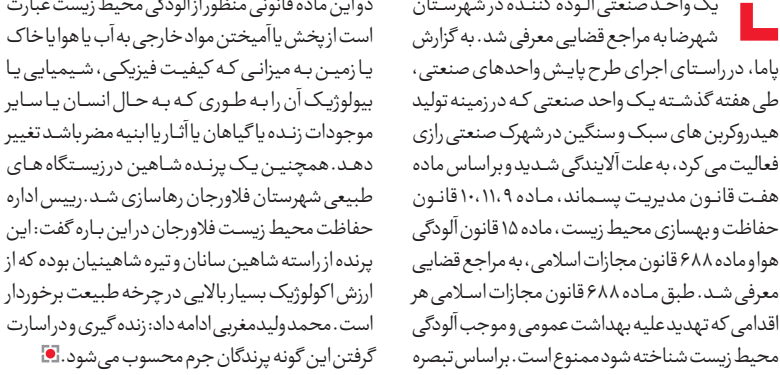 یک واحد صنعتی آلوده کننده در شهرستان
شهرضا به مراجع قضایی معرفی شد. به گزارش
پاما، در راستای اجرای طرح پایش واحدهای صنعتی،
طی هفته گذشته یک واحد صنعتی که در زمینه تولید
هیدروکربن های سبک و سنگین در شهرک صنعتی رازی
فعالیت می کرد، به علت آلایندگی شدید و براساس ماده
هفت قانون مدیریت پسماند، ماده ۱۰،۱۱،۹ قانون
حفاظت و بهسازی محیط زیست، ماده ۱۵ قانون آلودگی
هوا و ماده ۶۸۸ قانون مجازات اسلامی، به مراجع قضایی
معرفی شد. طبق ماده ۶۸۸ قانون مجازات اسلامی هر
اقدامی که تهدید علیه بهداشت عمومی و موجب آلودگی
محیط زیست شناخته شود ممنوع است. براساس تبصره
دو این ماده قانونی منظور از آلودگی محیط زیست عبارت
است از پخش یا آمیختن مواد خارجی به آب یا هوا یا خاک
یا زمین به میزانی که کیفیت فیزیکی، شیمیایی یا
بیولوژیک آن را به طوری که به حال انسان یا سایر
موجودات زنده یا گیاهان یا آثار یا ابنیه مضر باشد تغییر
دهد. همچنین یک پرنده شاهین در زیستگاه های
طبیعی شهرستان فلاورجان رهاسازی شد. رییس اداره
حفاظت محیط زیست فلاورجان در این باره گفت: این
پرنده از راسته شاهین سانان و تیره شاهینیان بوده که از
ارزش اکولوژیک بسیار بالایی در چرخه طبیعت برخوردار
است. محمد ولیدمغربی ادامه داد: زنده گیری و در اسارت
گرفتن این گونه پرندگان جرم محسوب می شود.